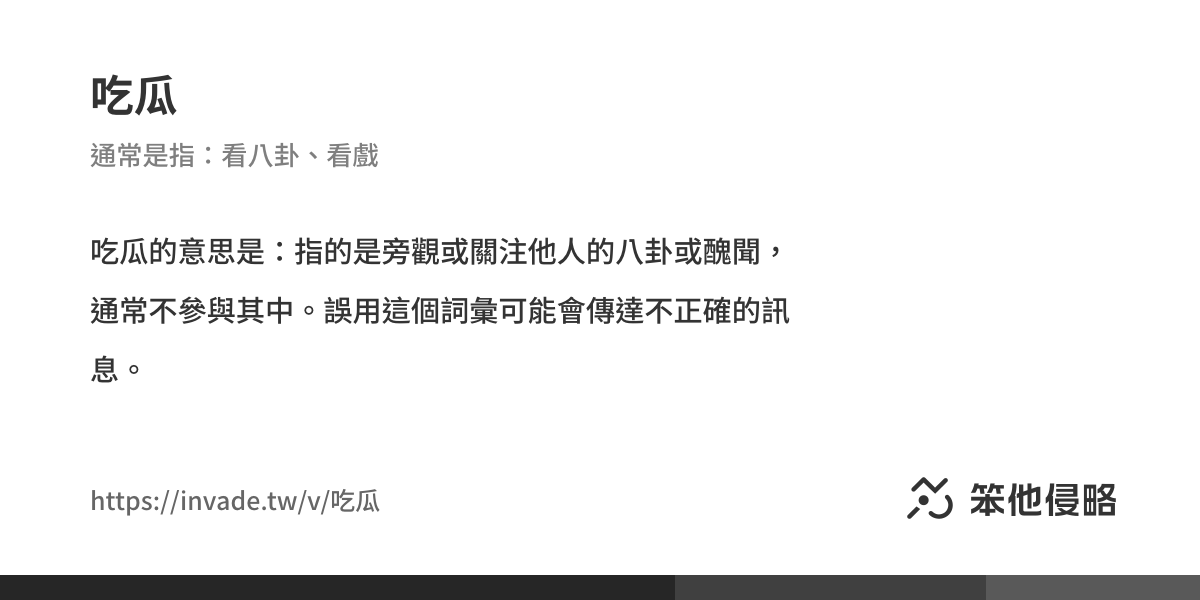 吃瓜
通常是指：看八卦、看戲
吃瓜的意思是：指的是旁觀或關注他人的八卦或醜聞，
通常不參與其中。誤用這個詞彙可能會傳達不正確的訊
息。
https://invade.tw/v/吃瓜
笨他侵略